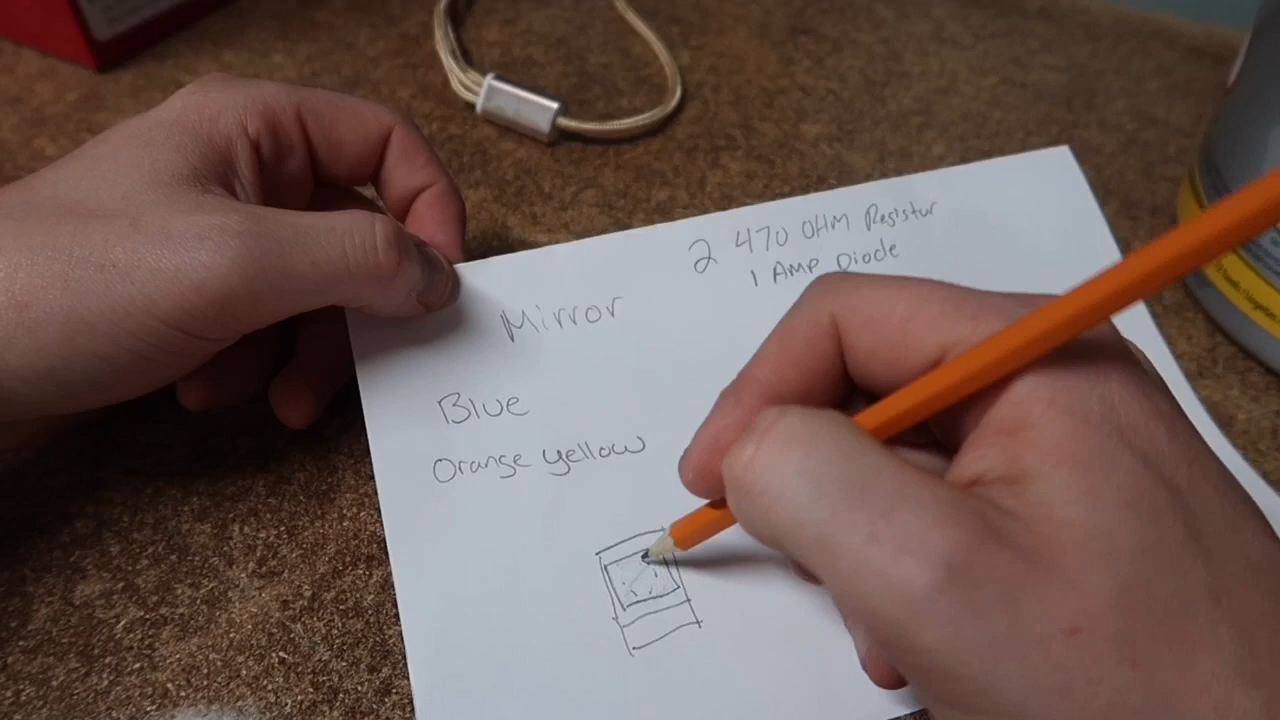 2 470 OHM Resistor
1 AMP Diode
Mirror
Blue
Orange yellow